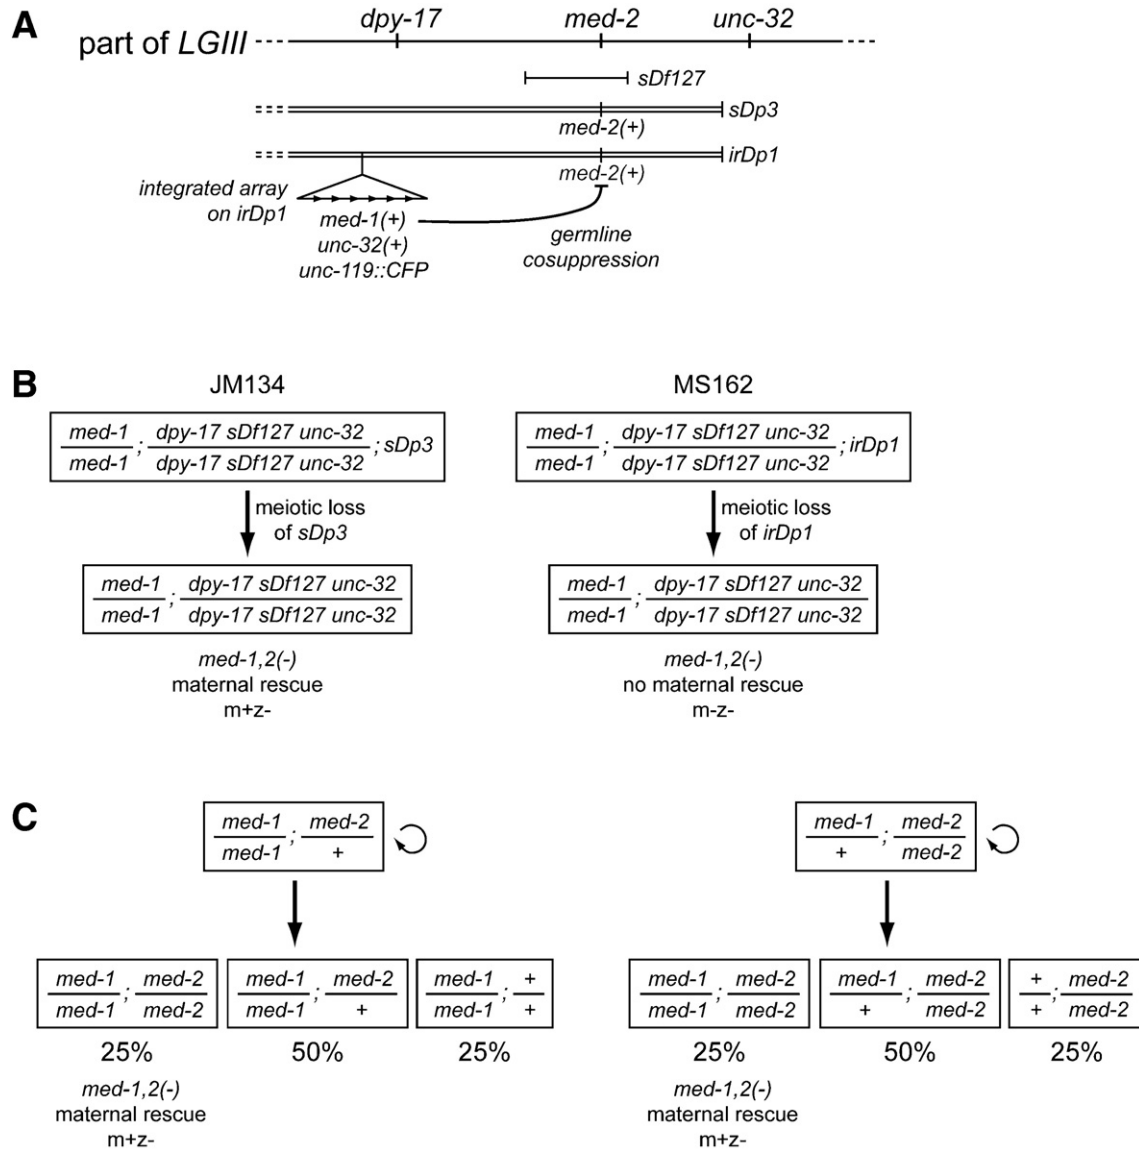 A
dpy-17 med-2 unc-32
part of LGIII
sDf127
sDp3
med-2(+)
irDp1
med-2(+)
integrated array
on irDp1
med-1(+)
unc-32(+)
unc-119::CFP
germline
cosuppression
B
JM134
med-1 ; dpy-17 sDf127 unc-32 ; sDp3
med-1 dpy-17 sDf127 unc-32
meiotic loss
of sDp3
med-1 ; dpy-17 sDf127 unc-32
med-1 dpy-17 sDf127 unc-32
med-1,2(-)
maternal rescue
m+z-
MS162
med-1 ; dpy-17 sDf127 unc-32 ; irDp1
med-1 dpy-17 sDf127 unc-32
meiotic loss
of irDp1
med-1 ; dpy-17 sDf127 unc-32
med-1 dpy-17 sDf127 unc-32
med-1,2(-)
no maternal rescue
m-z-
C
med-1 ; med-2
med-1 +
med-1 ; med-2
med-1 med-2
25%
med-1,2(-)
maternal rescue
m+z-
med-1 ; med-2
med-1 +
50%
med-1 ; +
med-1 +
25%
med-1 ; med-2
+ med-2
med-1 ; med-2
med-1 med-2
25%
med-1,2(-)
maternal rescue
m+z-
med-1 ; med-2
+ med-2
50%
+ ; med-2
+ med-2
25%